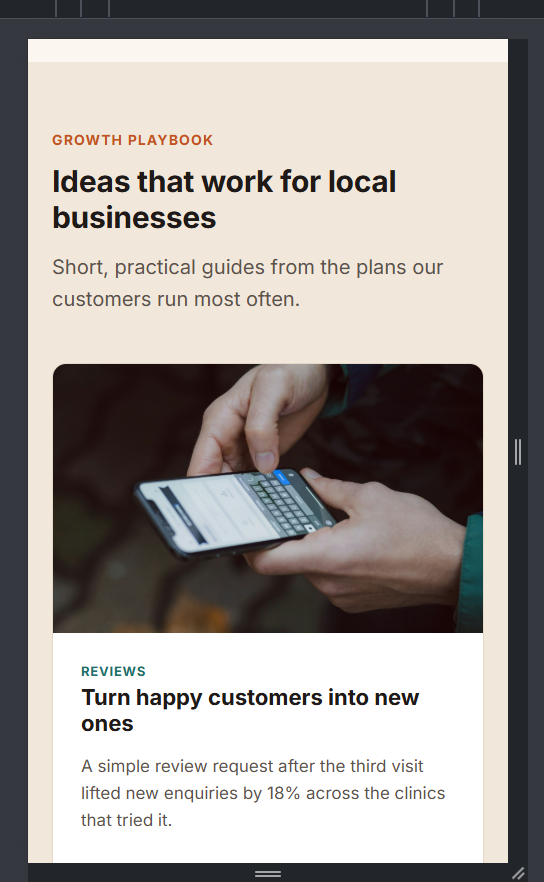 GROWTH PLAYBOOK
Ideas that work for local
businesses
Short, practical guides from the plans our
customers run most often.
REVIEWS
Turn happy customers into new
ones
A simple review request after the third visit
lifted new enquiries by 18% across the clinics
that tried it.